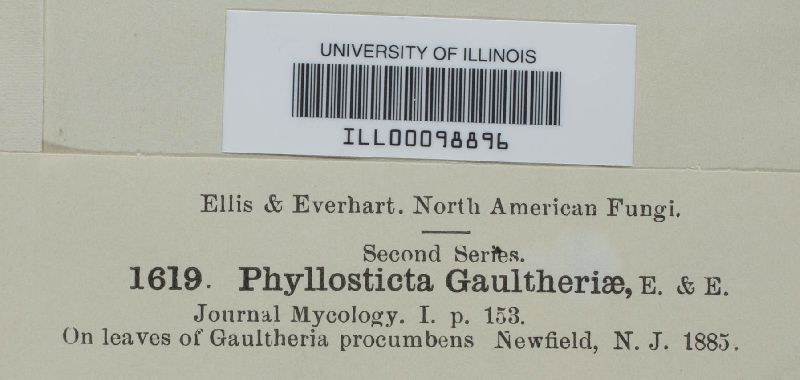 UNIVERSITY OF ILLINOIS
ILL00098896
Ellis & Everhart. North American Fungi.
Second Series.
1619. Phyllosticta Gaultheriæ, E. & E.
Journal Mycology. I. p. 153.
On leaves of Gaultheria procumbens Newfield, N. J. 1885.